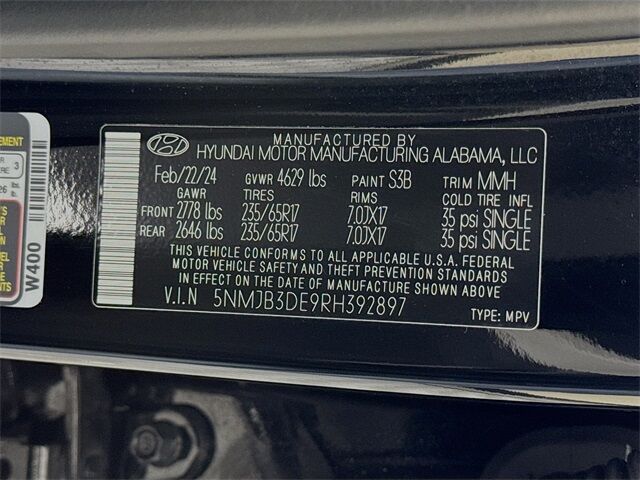 MANUFACTURED BY
HYUNDAI MOTOR MANUFACTURING ALABAMA, LLC
Feb/22/24 GVWR 4629 lbs PAINT S3B TRIM MMH
GAWR TIRES RIMS COLD TIRE INFL
FRONT 2778 lbs 235/65R17 7.0JX17 35 psi SINGLE
REAR 2646 lbs 235/65R17 7.0JX17 35 psi SINGLE
THIS VEHICLE CONFORMS TO ALL APPLICABLE U.S.A. FEDERAL
MOTOR VEHICLE SAFETY AND THEFT PREVENTION STANDARDS
IN EFFECT ON THE DATE OF MANUFACTURE SHOWN ABOVE.
V.I.N 5NMJB3DE9RH392897
TYPE: MPV
3
W400